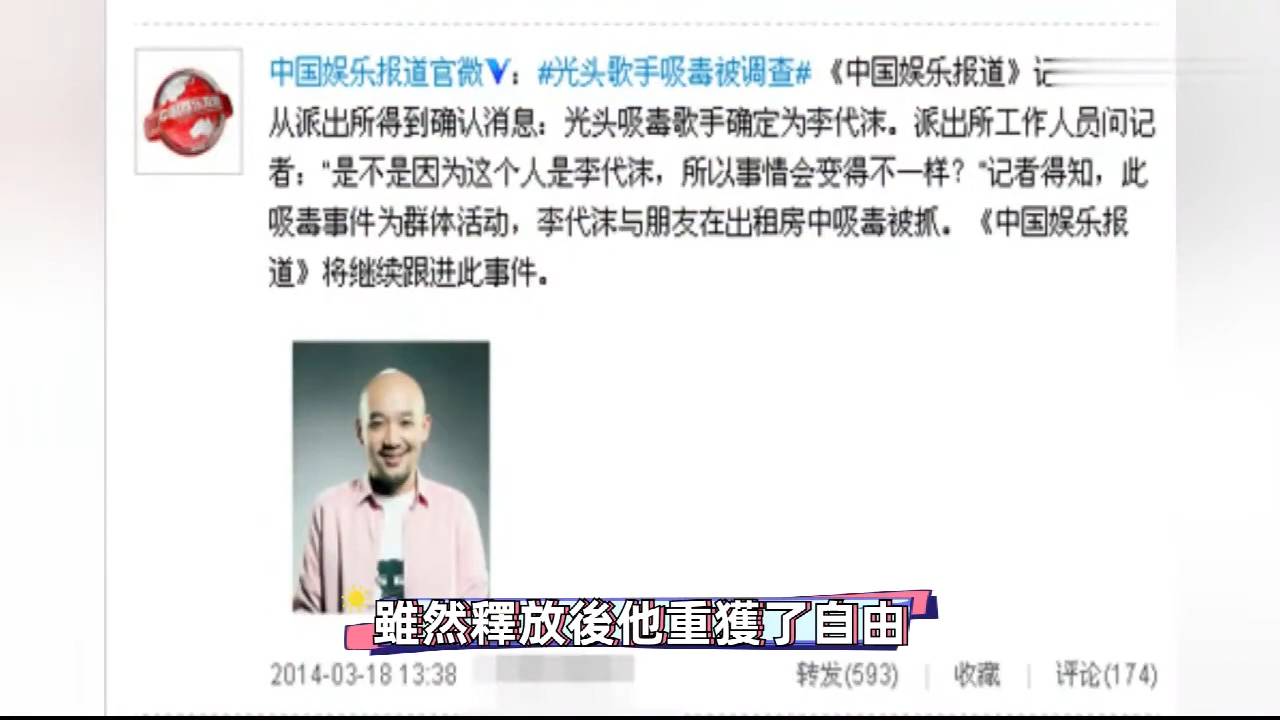 中国娱乐报道官微V：#光头歌手吸毒被调查#《中国娱乐报道》记
从派出所得到确认消息：光头吸毒歌手确定为李代沫。派出所工作人员问记
者："是不是因为这个人是李代沫，所以事情会变得不一样？"记者得知，此
吸毒事件为群体活动，李代沫与朋友在出租房中吸毒被抓。《中国娱乐报
道》将继续跟进此事件。
雖然釋放後他重獲了自由
2014-03-18 13:38 转发(593) | 收藏 | 评论(174)